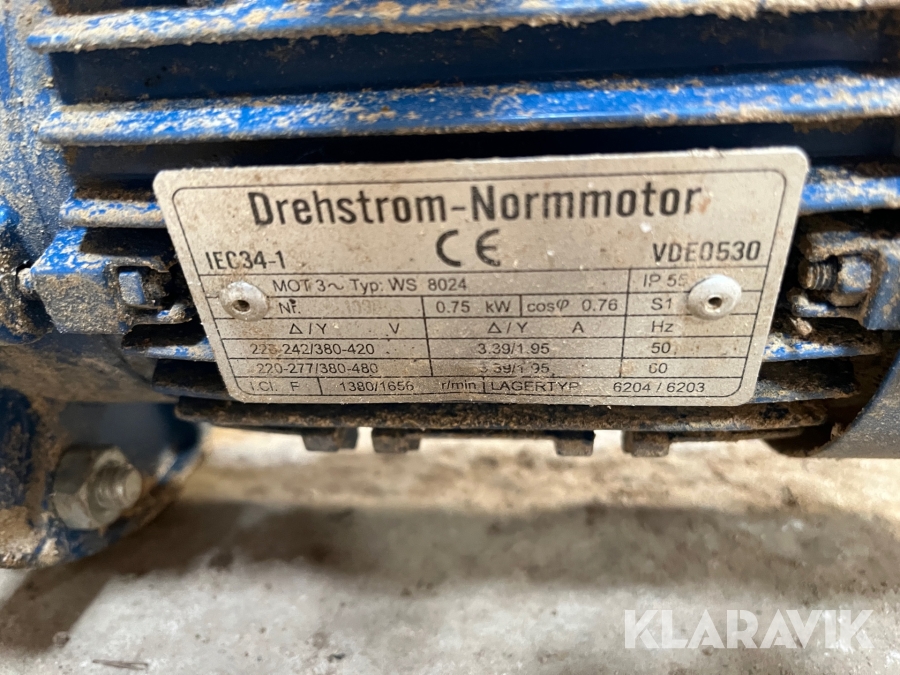 Drehstrom-Normmotor
IEC34-1 CE VDE0530
MOT 3~ Typ: WS 8024 IP 55
Nr. 0.75 kW cosφ 0.76 S1
Δ/Y V Δ/Y A Hz
220-242/380-420 3.39/1.95 50
220-277/380-480 3.39/1.95 60
I.Cl. F 1380/1656 r/min LAGERTYP 6204 / 6203
KLARAVIK